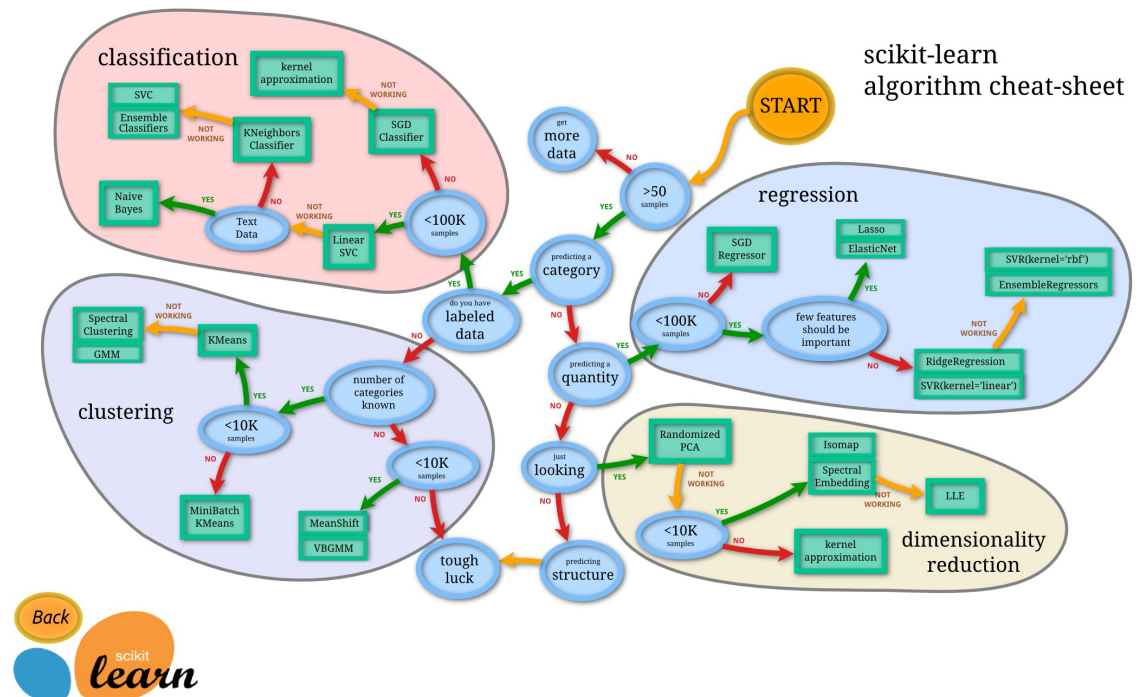 scikit-learn
algorithm cheat-sheet
START
classification
kernel
approximation
NOT
WORKING
SVC
Ensemble
Classifiers
NOT
WORKING
KNeighbors
Classifier
SGD
Classifier
NO
Naive
Bayes
YES
Text
Data
NO
NOT
WORKING
Linear
SVC
YES
<100K
samples
YES
get
more
data
NO
>50
samples
YES
predicting a
category
YES
NO
do you have
labeled
data
NO
predicting a
quantity
YES
NO
regression
SGD
Regressor
NO
<100K
samples
YES
Lasso
ElasticNet
YES
few features
should be
important
NO
SVR(kernel='rbf')
EnsembleRegressors
NOT
WORKING
RidgeRegression
SVR(kernel='linear')
clustering
Spectral
Clustering
GMM
NOT
WORKING
KMeans
YES
number of
categories
known
YES
NO
<10K
samples
NO
MiniBatch
KMeans
<10K
samples
YES
NO
MeanShift
VBGMM
tough
luck
just
looking
YES
NO
predicting
structure
Randomized
PCA
NOT
WORKING
<10K
samples
YES
NO
Isomap
Spectral
Embedding
NOT
WORKING
LLE
kernel
approximation
dimensionality
reduction
Back
scikit
learn